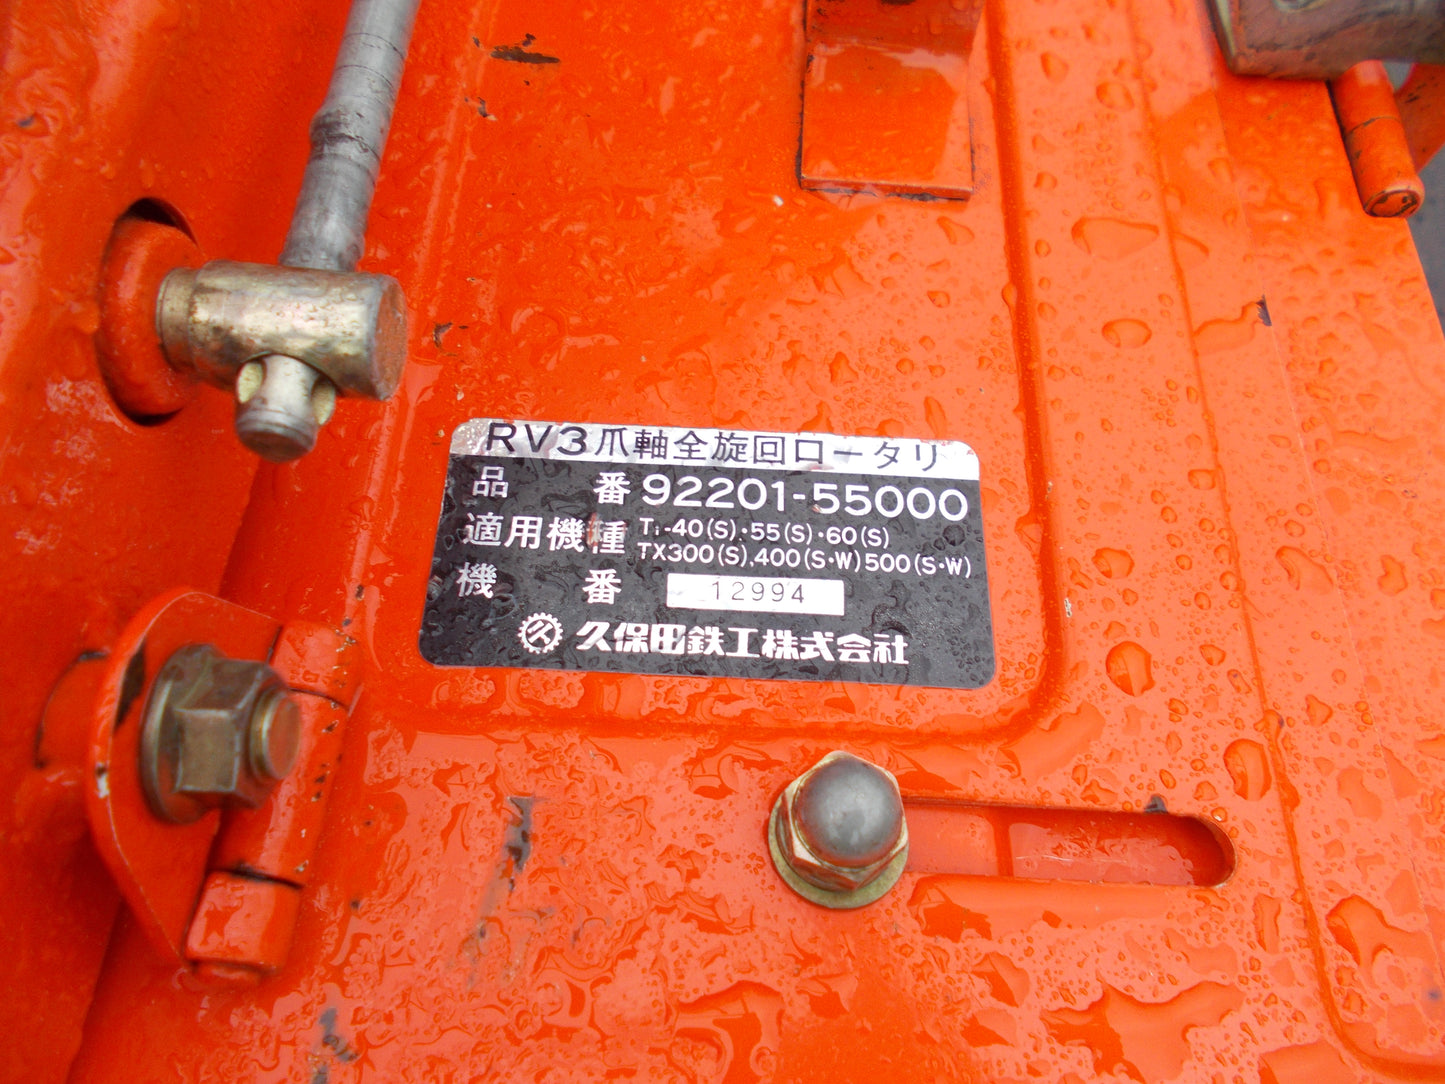 RV3爪軸全旋回ロータリ
品番 92201-55000
適用機種 Ti-40(S)・55(S)・60(S)
TX300(S).400(S・W)500(S・W)
機番 12994
久保田鉄工株式会社